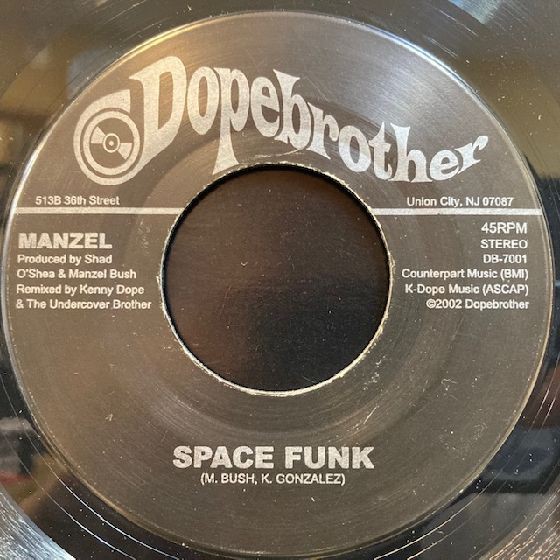 Dopebrother
513B 36th Street
Union City, NJ 07087
MANZEL
Produced by Shad
O'Shea & Manzel Bush
Remixed by Kenny Dope
& The Undercover Brother
45RPM
STEREO
DB-7001
Counterpart Music (BMI)
K-Dope Music (ASCAP)
©2002 Dopebrother
SPACE FUNK
(M. BUSH, K. GONZALEZ)